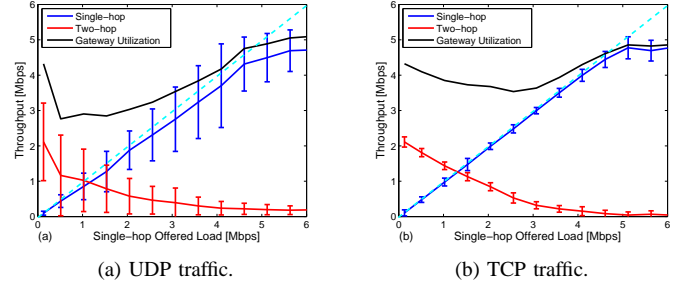 6
5
4
3
2
1
0
Throughput [Mbps]
Single-hop
Two-hop
Gateway Utilization
0 1 2 3 4 5 6
(a) Single-hop Offered Load [Mbps]
(a) UDP traffic.
6
5
4
3
2
1
0
Throughput [Mbps]
Single-hop
Two-hop
Gateway Utilization
0 1 2 3 4 5 6
(b) Single-hop Offered Load [Mbps]
(b) TCP traffic.